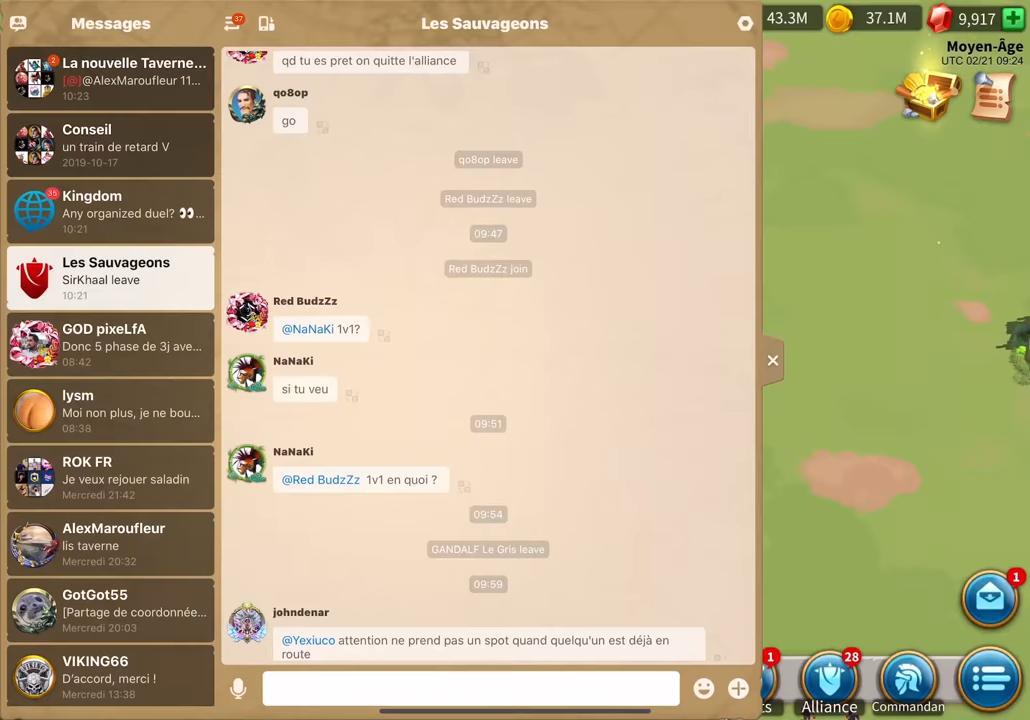 Messages
37
Les Sauvageons
43.3M
37.1M
9,917
Moyen-Âge
UTC 02/21 09:24
2
La nouvelle Taverne...
[@]@AlexMaroufleur 11...
10:23
Conseil
un train de retard V
2019-10-17
35
Kingdom
Any organized duel? 👀...
10:21
Les Sauvageons
SirKhaal leave
10:21
GOD pixeLfA
Donc 5 phase de 3j ave...
08:42
lysm
Moi non plus, je ne bou...
08:38
ROK FR
Je veux rejouer saladin
Mercredi 21:42
AlexMaroufleur
lis taverne
Mercredi 20:32
GotGot55
[Partage de coordonnée...
Mercredi 20:03
VIKING66
D'accord, merci !
Mercredi 13:38
qd tu es pret on quitte l'alliance
qo8op
go
qo8op leave
Red BudzZz leave
09:47
Red BudzZz join
Red BudzZz
@NaNaKi 1v1?
NaNaKi
si tu veu
09:51
NaNaKi
@Red BudzZz 1v1 en quoi ?
09:54
GANDALF Le Gris leave
09:59
johndenar
@Yexiuco attention ne prend pas un spot quand quelqu'un est déjà en
route
1
1
28
ts
Alliance
Commandan